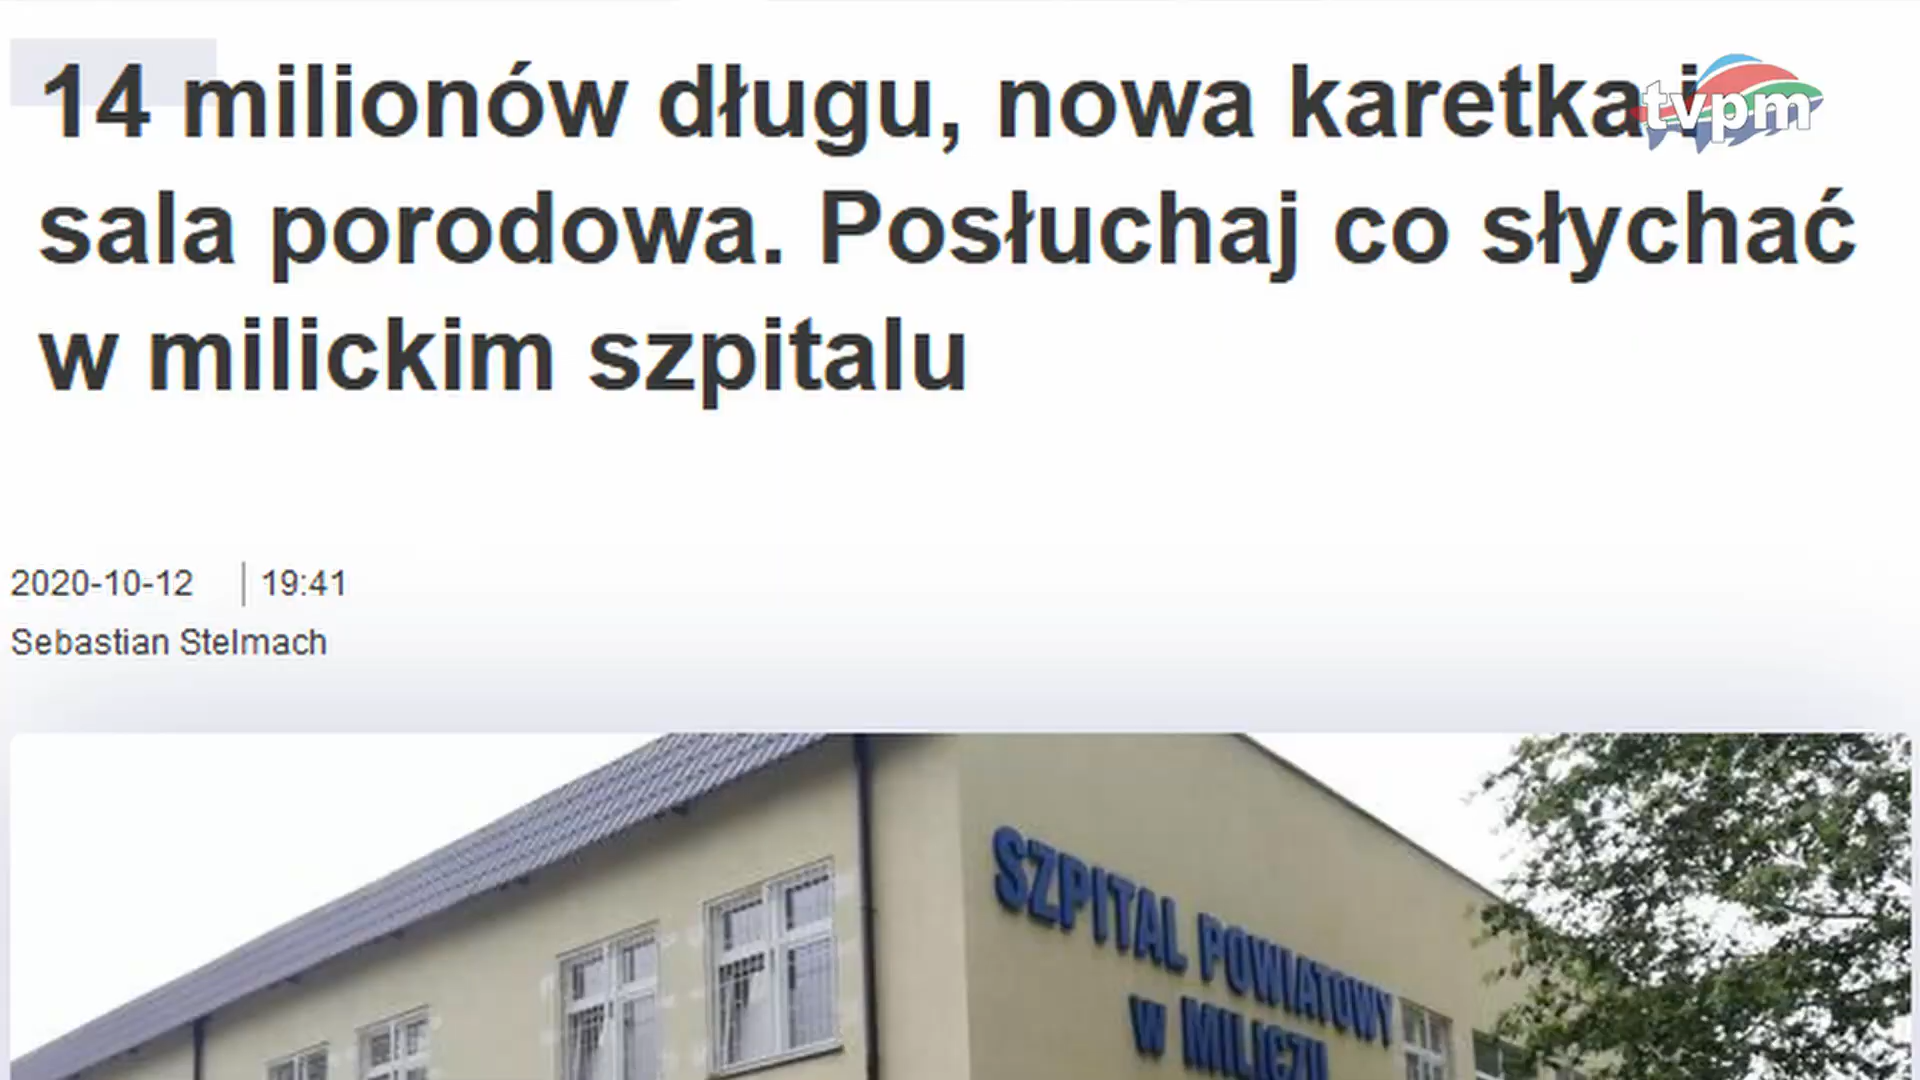 14 milionów długu, nowa karetka i
tvpm
sala porodowa. Posłuchaj co słychać
w milickim szpitalu
2020-10-12 | 19:41
Sebastian Stelmach
SZPITAL POWIATOWY
w MILICZU